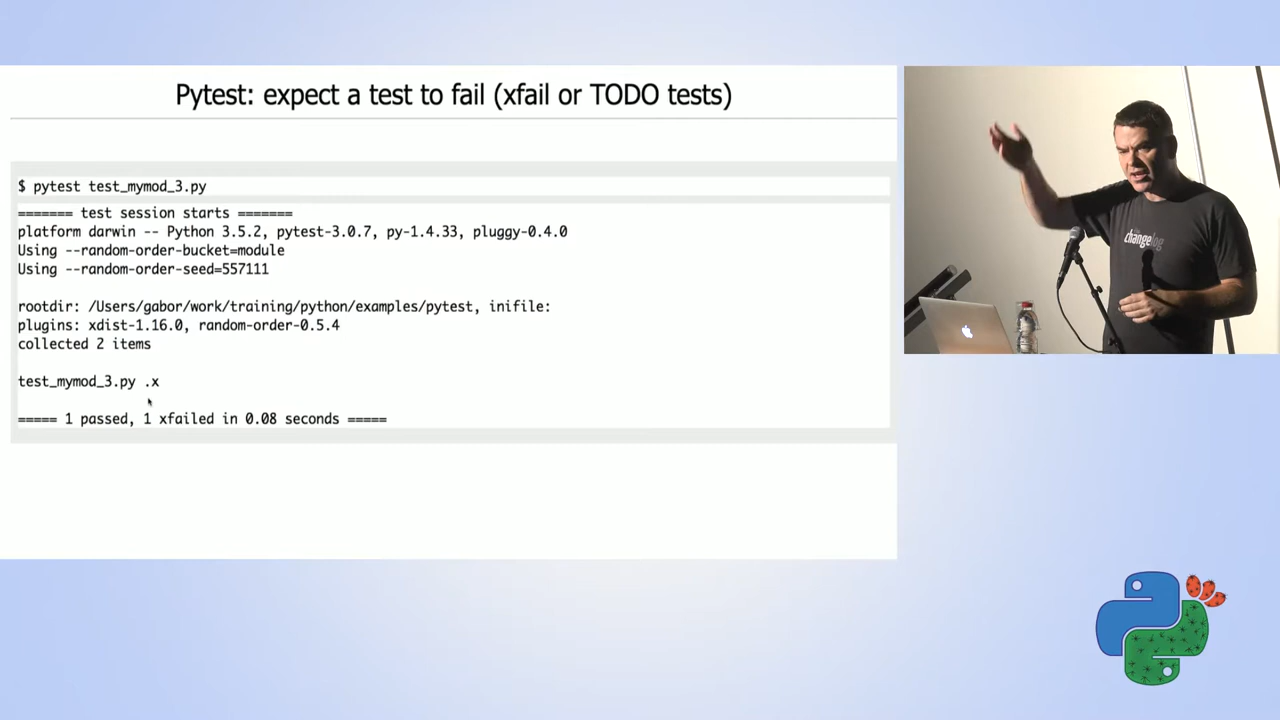 Pytest: expect a test to fail (xfail or TODO tests)
$ pytest test_mymod_3.py
======= test session starts =======
platform darwin -- Python 3.5.2, pytest-3.0.7, py-1.4.33, pluggy-0.4.0
Using --random-order-bucket=module
Using --random-order-seed=557111
rootdir: /Users/gabor/work/training/python/examples/pytest, inifile:
plugins: xdist-1.16.0, random-order-0.5.4
collected 2 items
test_mymod_3.py .x
===== 1 passed, 1 xfailed in 0.08 seconds =====
the
changelog